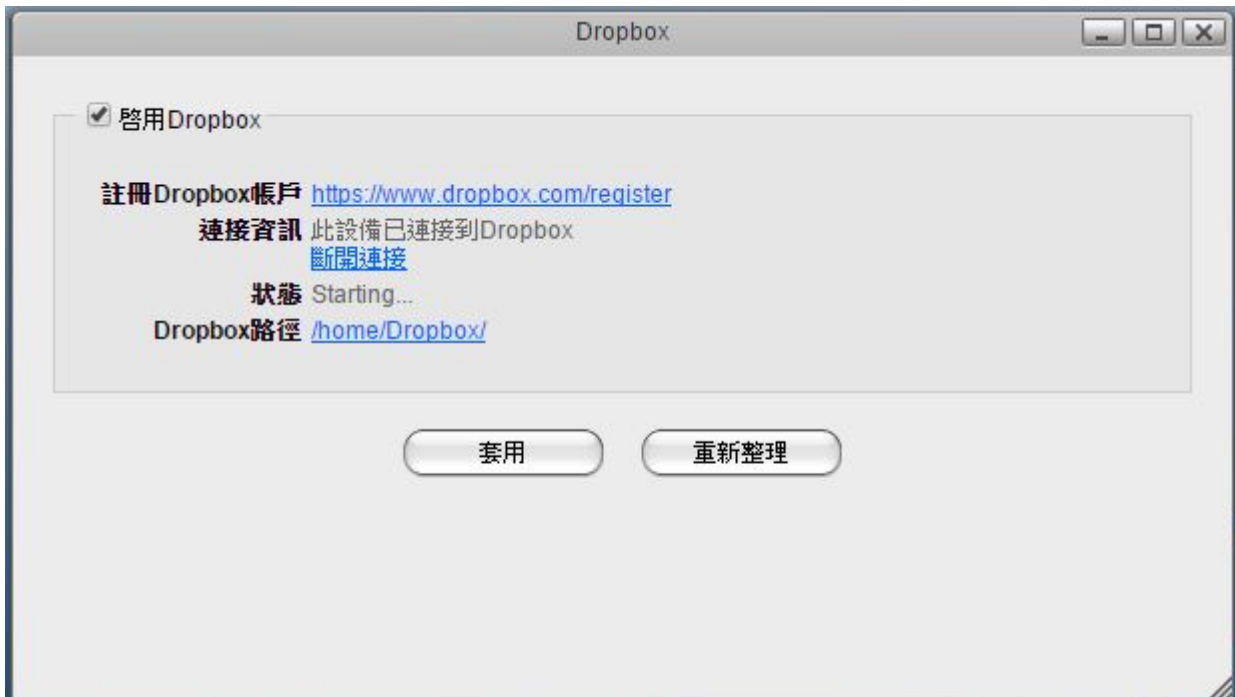 Dropbox
啓用Dropbox
註冊Dropbox帳戶 https://www.dropbox.com/register
連接資訊 此設備已連接到Dropbox
斷開連接
狀態 Starting...
Dropbox路徑 /home/Dropbox/
套用 重新整理